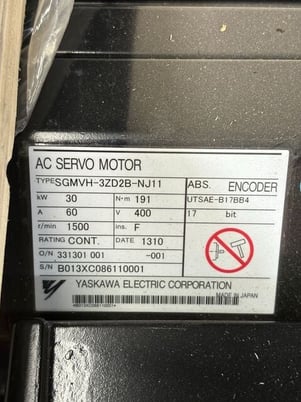 AC SERVO MOTOR
TYPE SGMVH-3ZD2B-NJ11
kW 30 N·m 191
A 60 V 400
r/min 1500 ins. F
RATING CONT. DATE 1310
O/N 331301 001 -001
S/N B013XC086110001
ABS. ENCODER
UTSAE-B17BB4
17 bit
YASKAWA ELECTRIC CORPORATION
MADE IN JAPAN